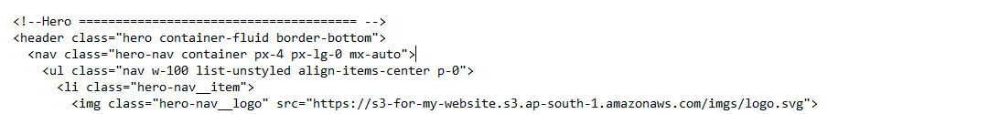 <!--Hero ====================================== -->
<header class="hero container-fluid border-bottom">
<nav class="hero-nav container px-4 px-lg-0 mx-auto">
<ul class="nav w-100 list-unstyled align-items-center p-0">
<li class="hero-nav__item">
<img class="hero-nav__logo" src="https://s3-for-my-website.s3.ap-south-1.amazonaws.com/imgs/logo.svg">